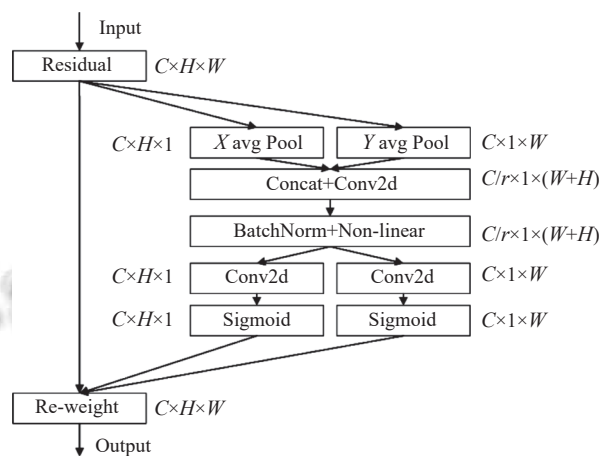 Input
Residual C×H×W
C×H×1 X avg Pool Y avg Pool C×1×W
Concat+Conv2d C/r×1×(W+H)
BatchNorm+Non-linear C/r×1×(W+H)
C×H×1 Conv2d Conv2d C×1×W
C×H×1 Sigmoid Sigmoid C×1×W
Re-weight C×H×W
Output